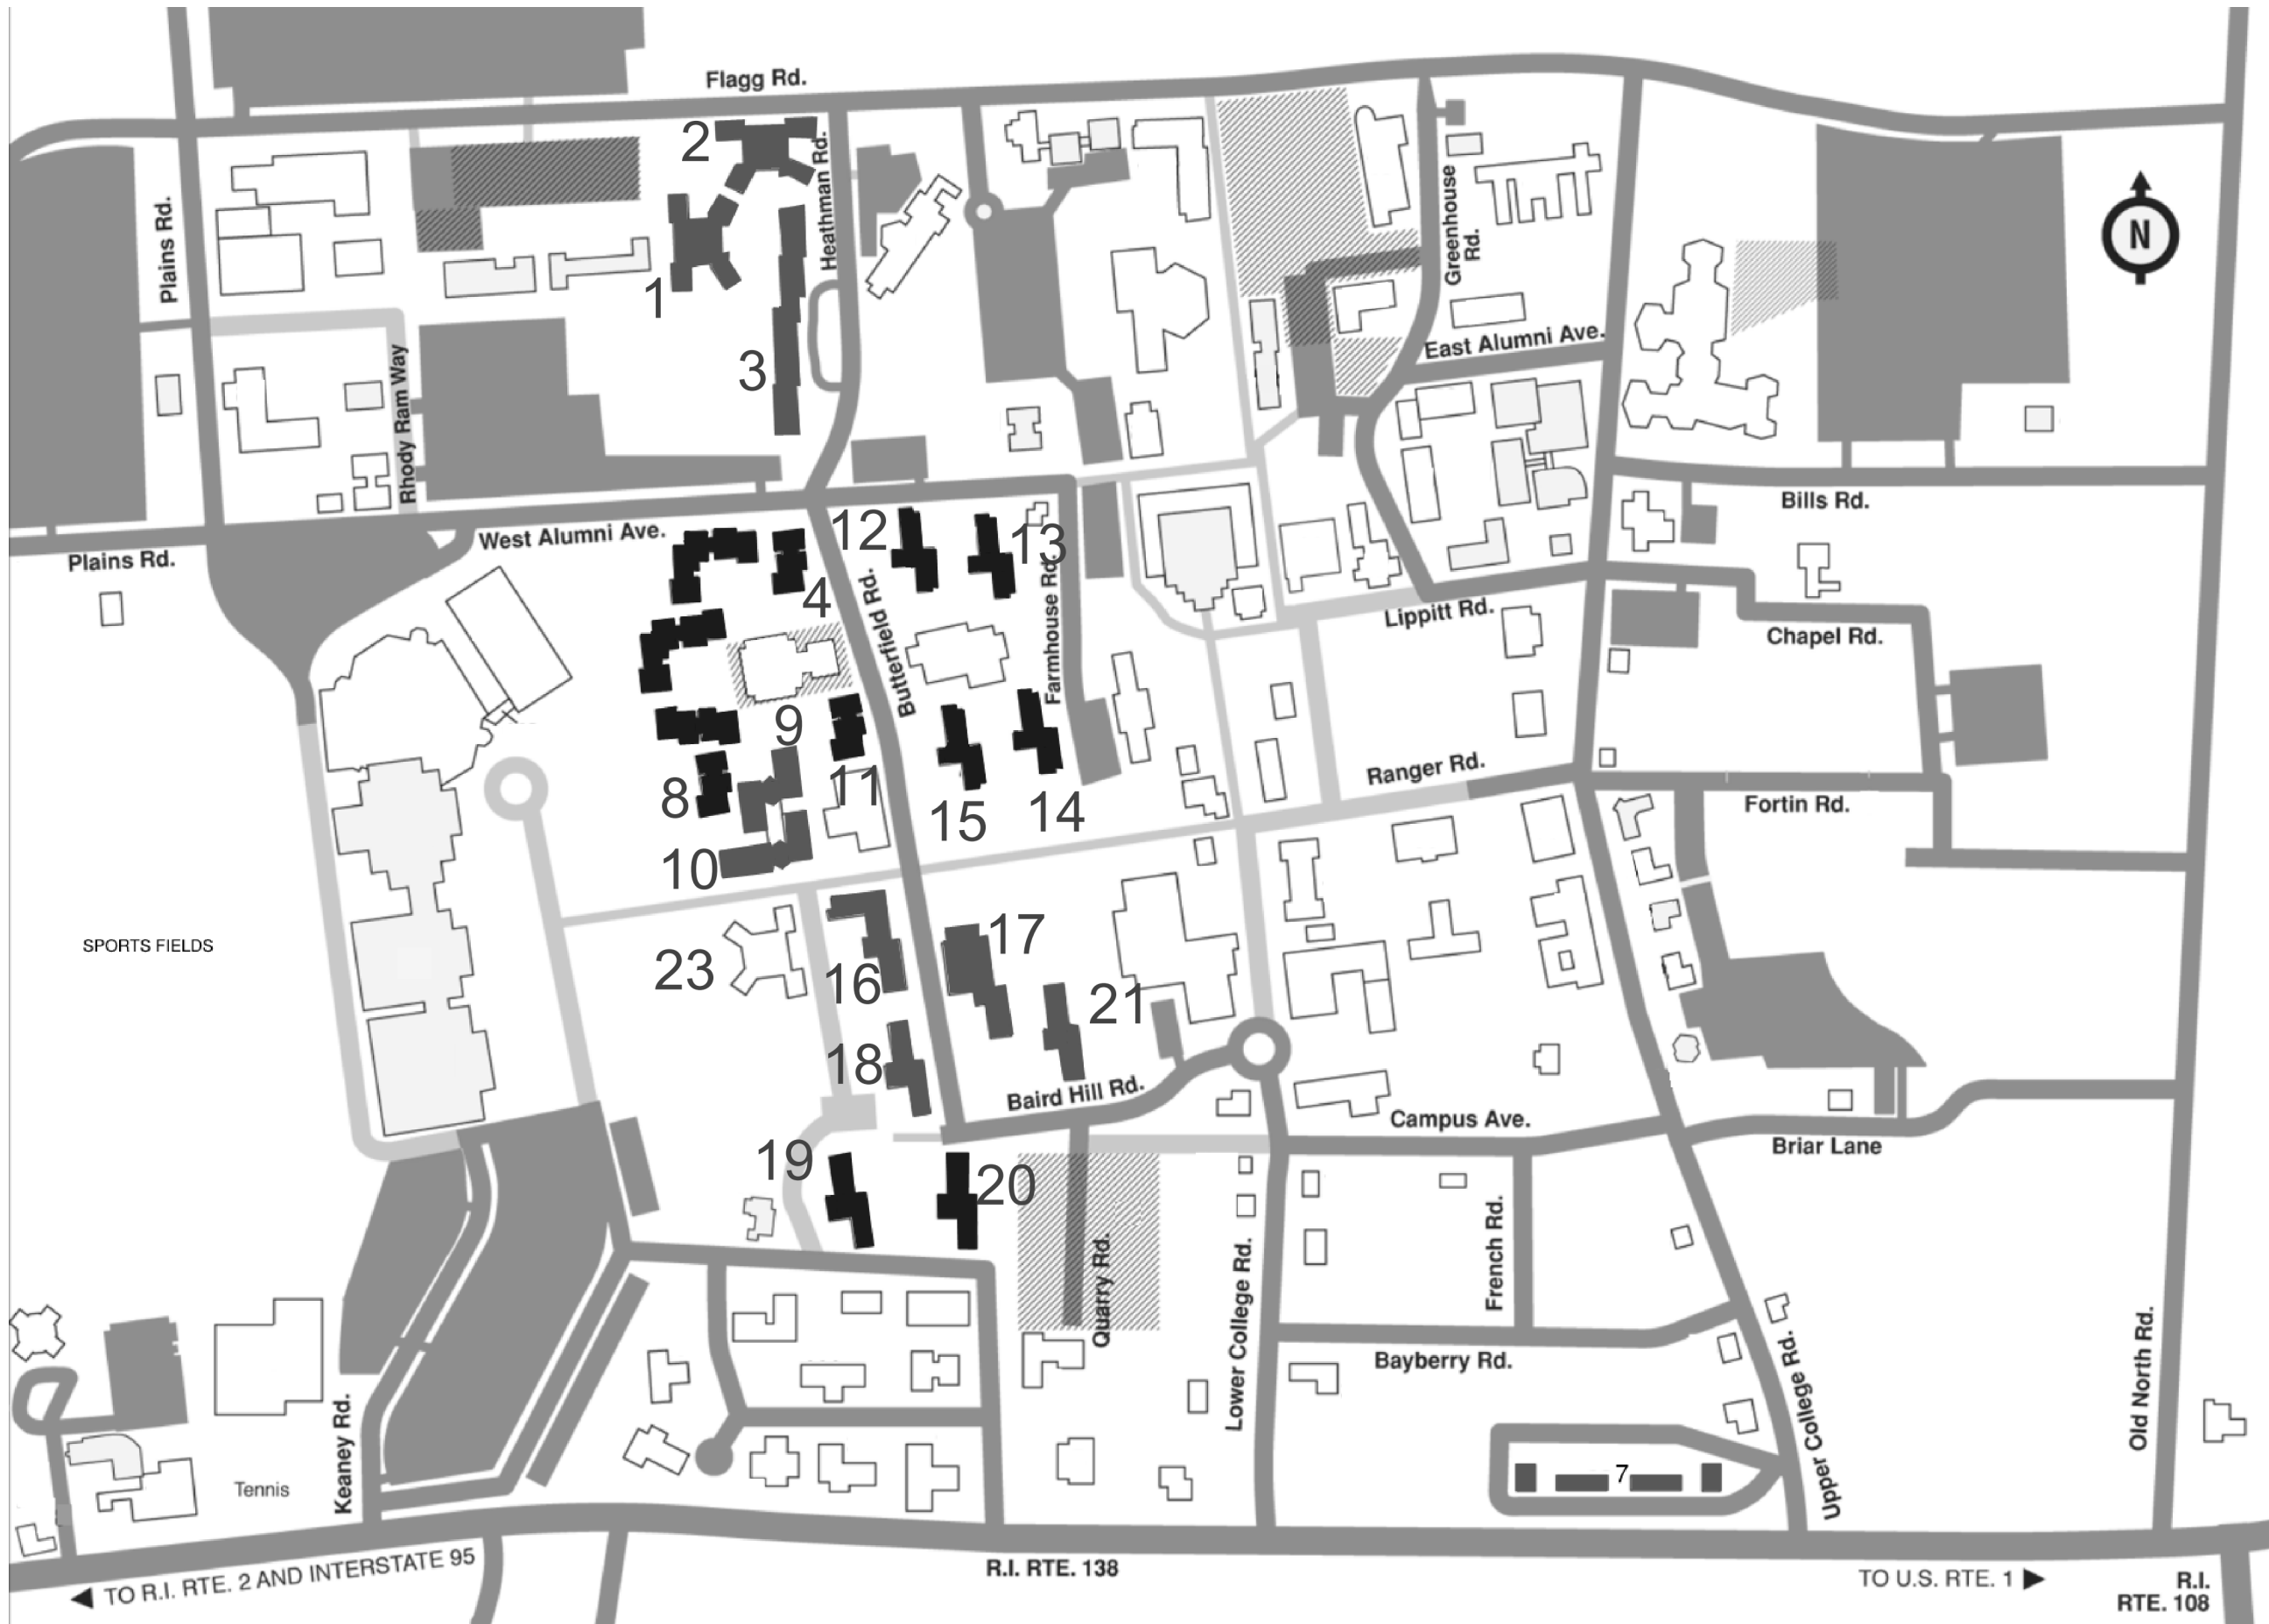 Flagg Rd.
2
Heathman Rd.
Greenhouse
Rd.
Plains Rd.
N
1
East Alumni Ave.
3
Rhody Ram Way
Bills Rd.
West Alumni Ave.
12
13
Plains Rd.
4
Butterfield Rd.
Farmhouse Rd.
Lippitt Rd.
Chapel Rd.
9
8
11
15
14
Ranger Rd.
Fortin Rd.
10
SPORTS FIELDS
23
16
17
21
18
Baird Hill Rd.
Campus Ave.
Briar Lane
19
20
Quarry Rd.
Lower College Rd.
French Rd.
Bayberry Rd.
Upper College Rd.
Old North Rd.
Keaney Rd.
Tennis
7
TO R.I. RTE. 2 AND INTERSTATE 95
R.I. RTE. 138
TO U.S. RTE. 1
R.I.
RTE. 108